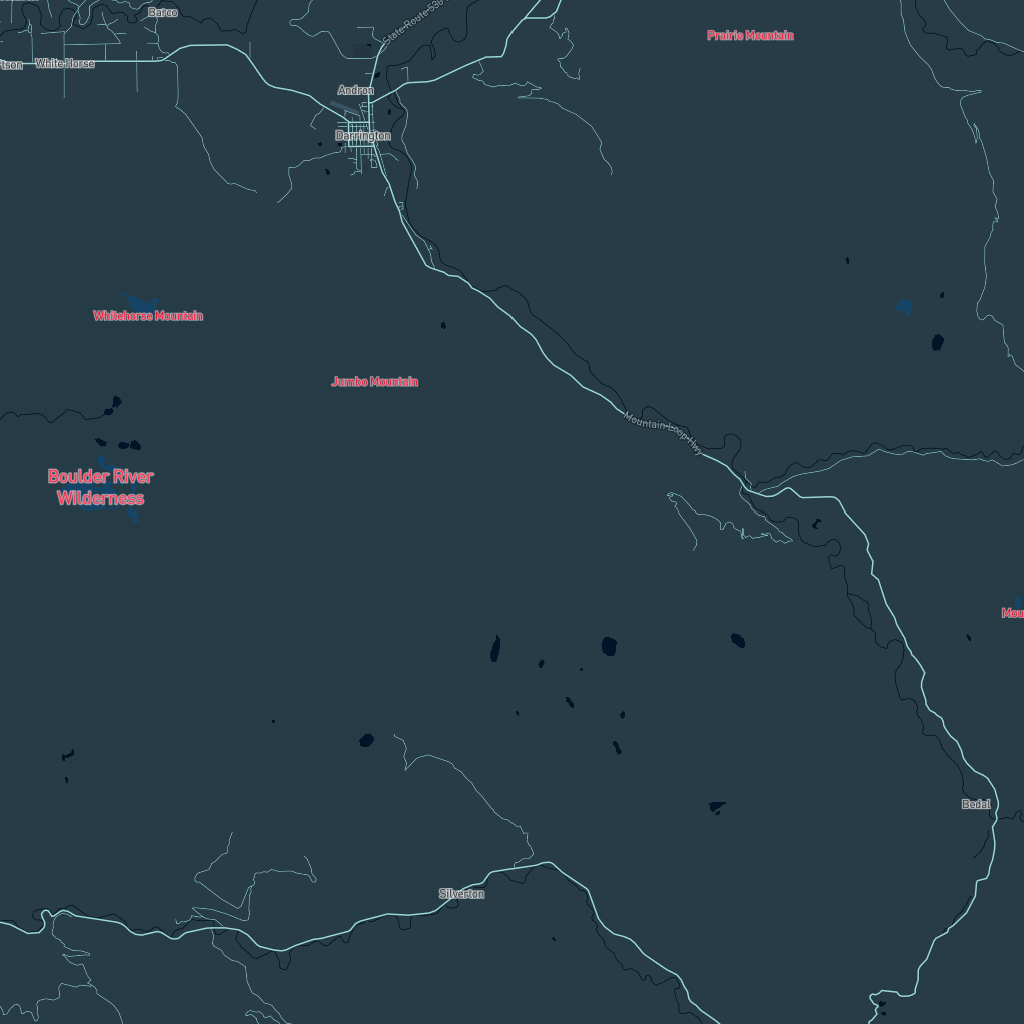 Barco
State Route 530
Prairie Mountain
White Horse
Andron
Darrington
Whitehorse Mountain
Jumbo Mountain
Mountain Loop Hwy
Boulder River
Wilderness
Bedal
Silverton